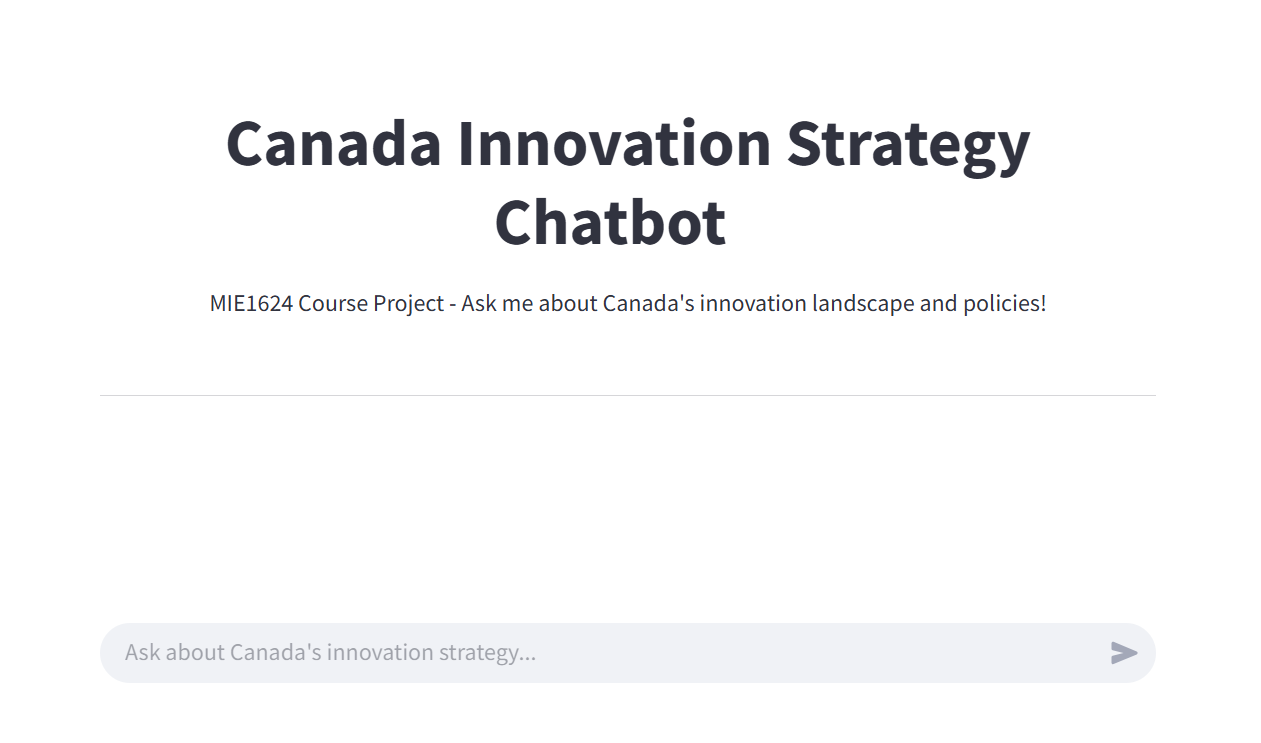 Canada Innovation Strategy
Chatbot
MIE1624 Course Project - Ask me about Canada's innovation landscape and policies!
Ask about Canada's innovation strategy...